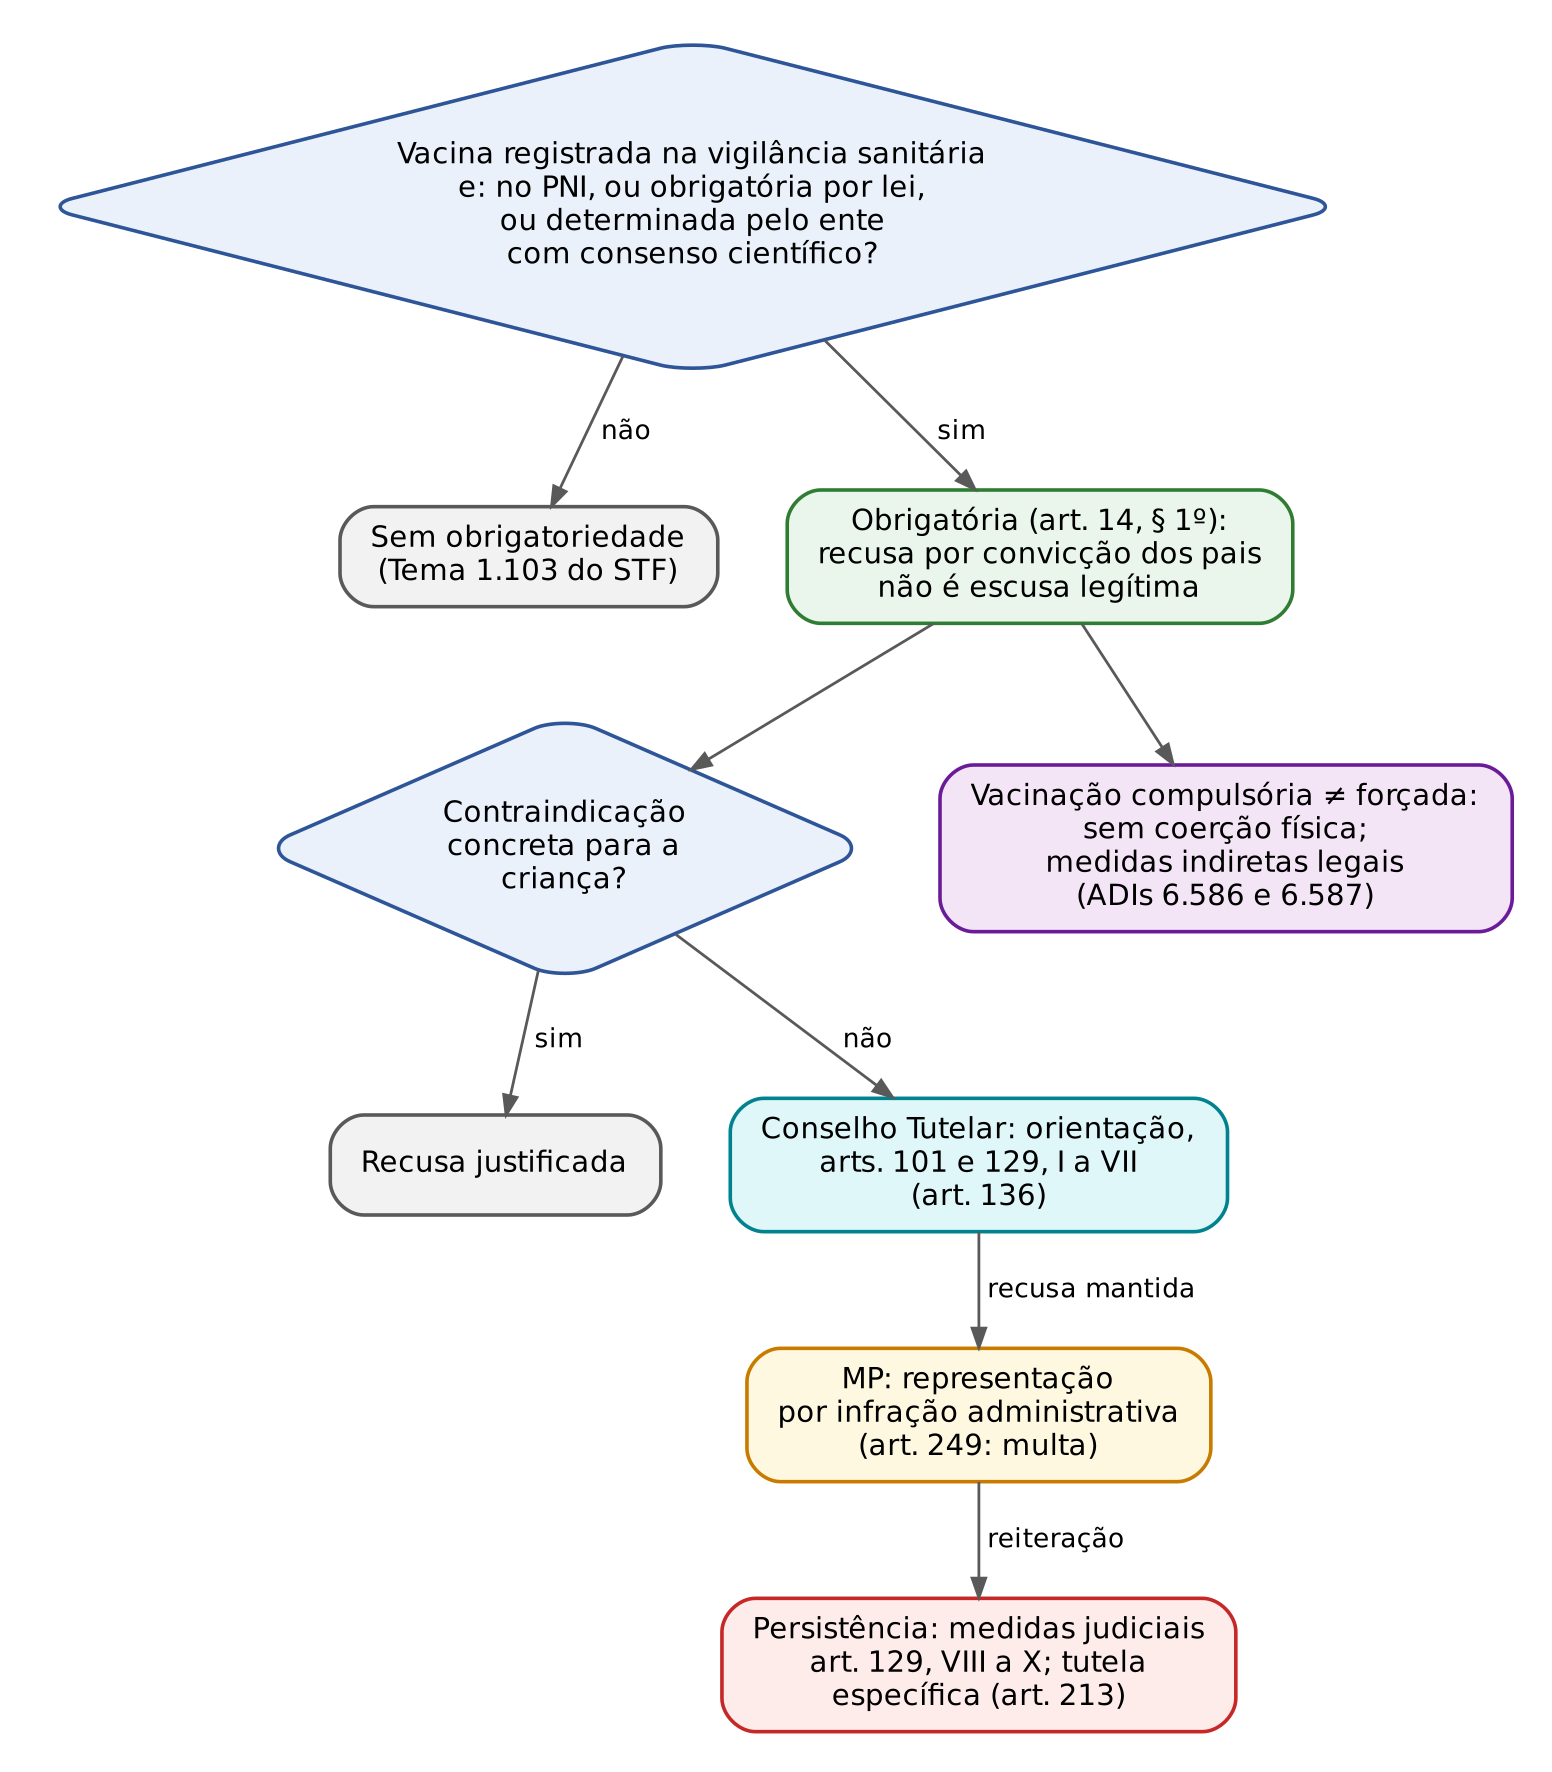 Vacina registrada na vigilância sanitária
e: no PNI, ou obrigatória por lei,
ou determinada pelo ente
com consenso científico?
não
sim
Sem obrigatoriedade
(Tema 1.103 do STF)
Obrigatória (art. 14, § 1º):
recusa por convicção dos pais
não é escusa legítima
Contraindicação
concreta para a
criança?
Vacinação compulsória ≠ forçada:
sem coerção física;
medidas indiretas legais
(ADIs 6.586 e 6.587)
sim
não
Recusa justificada
Conselho Tutelar: orientação,
arts. 101 e 129, I a VII
(art. 136)
recusa mantida
MP: representação
por infração administrativa
(art. 249: multa)
reiteração
Persistência: medidas judiciais
art. 129, VIII a X; tutela
específica (art. 213)